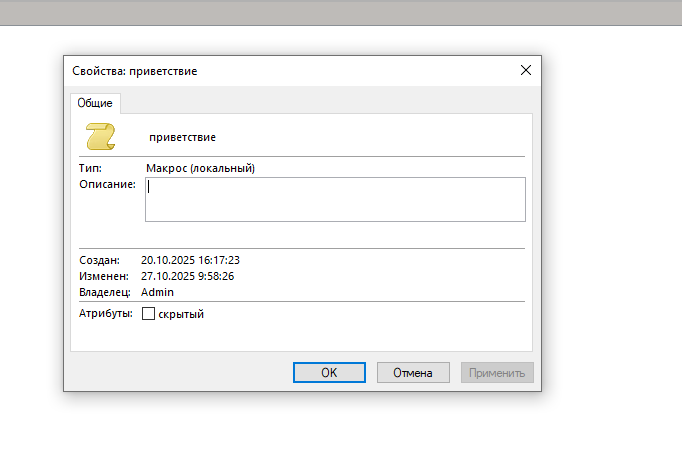 Свойства: приветствие
Общие
приветствие
Тип: Макрос (локальный)
Описание:
Создан: 20.10.2025 16:17:23
Изменен: 27.10.2025 9:58:26
Владелец: Admin
Атрибуты: скрытый
OK Отмена Применить